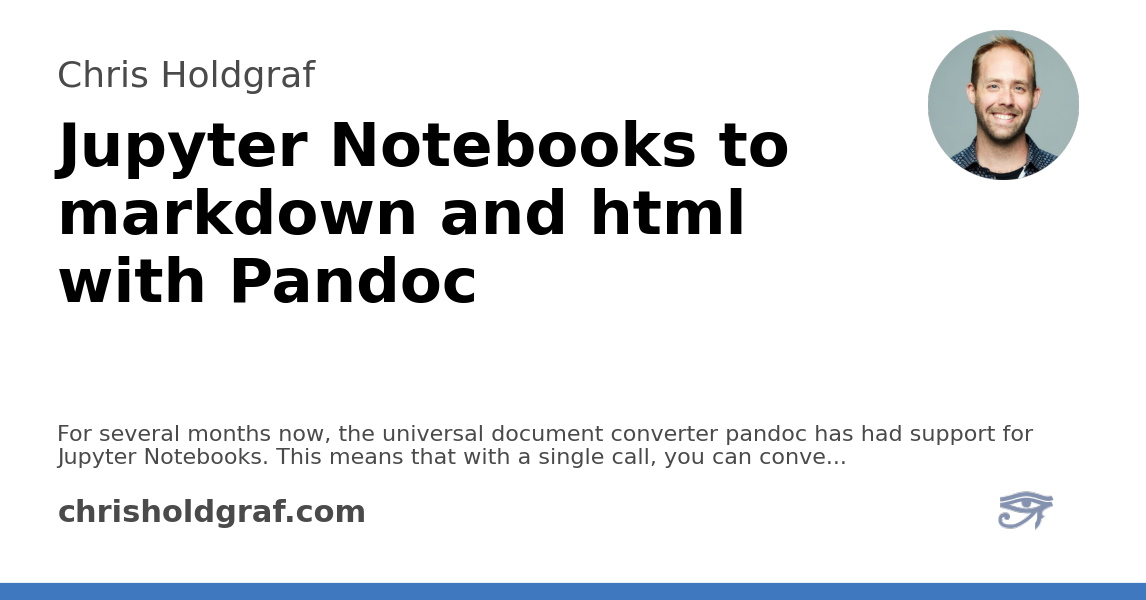 Chris Holdgraf
Jupyter Notebooks to
markdown and html
with Pandoc
For several months now, the universal document converter pandoc has had support for
Jupyter Notebooks. This means that with a single call, you can conve...
chrisholdgraf.com